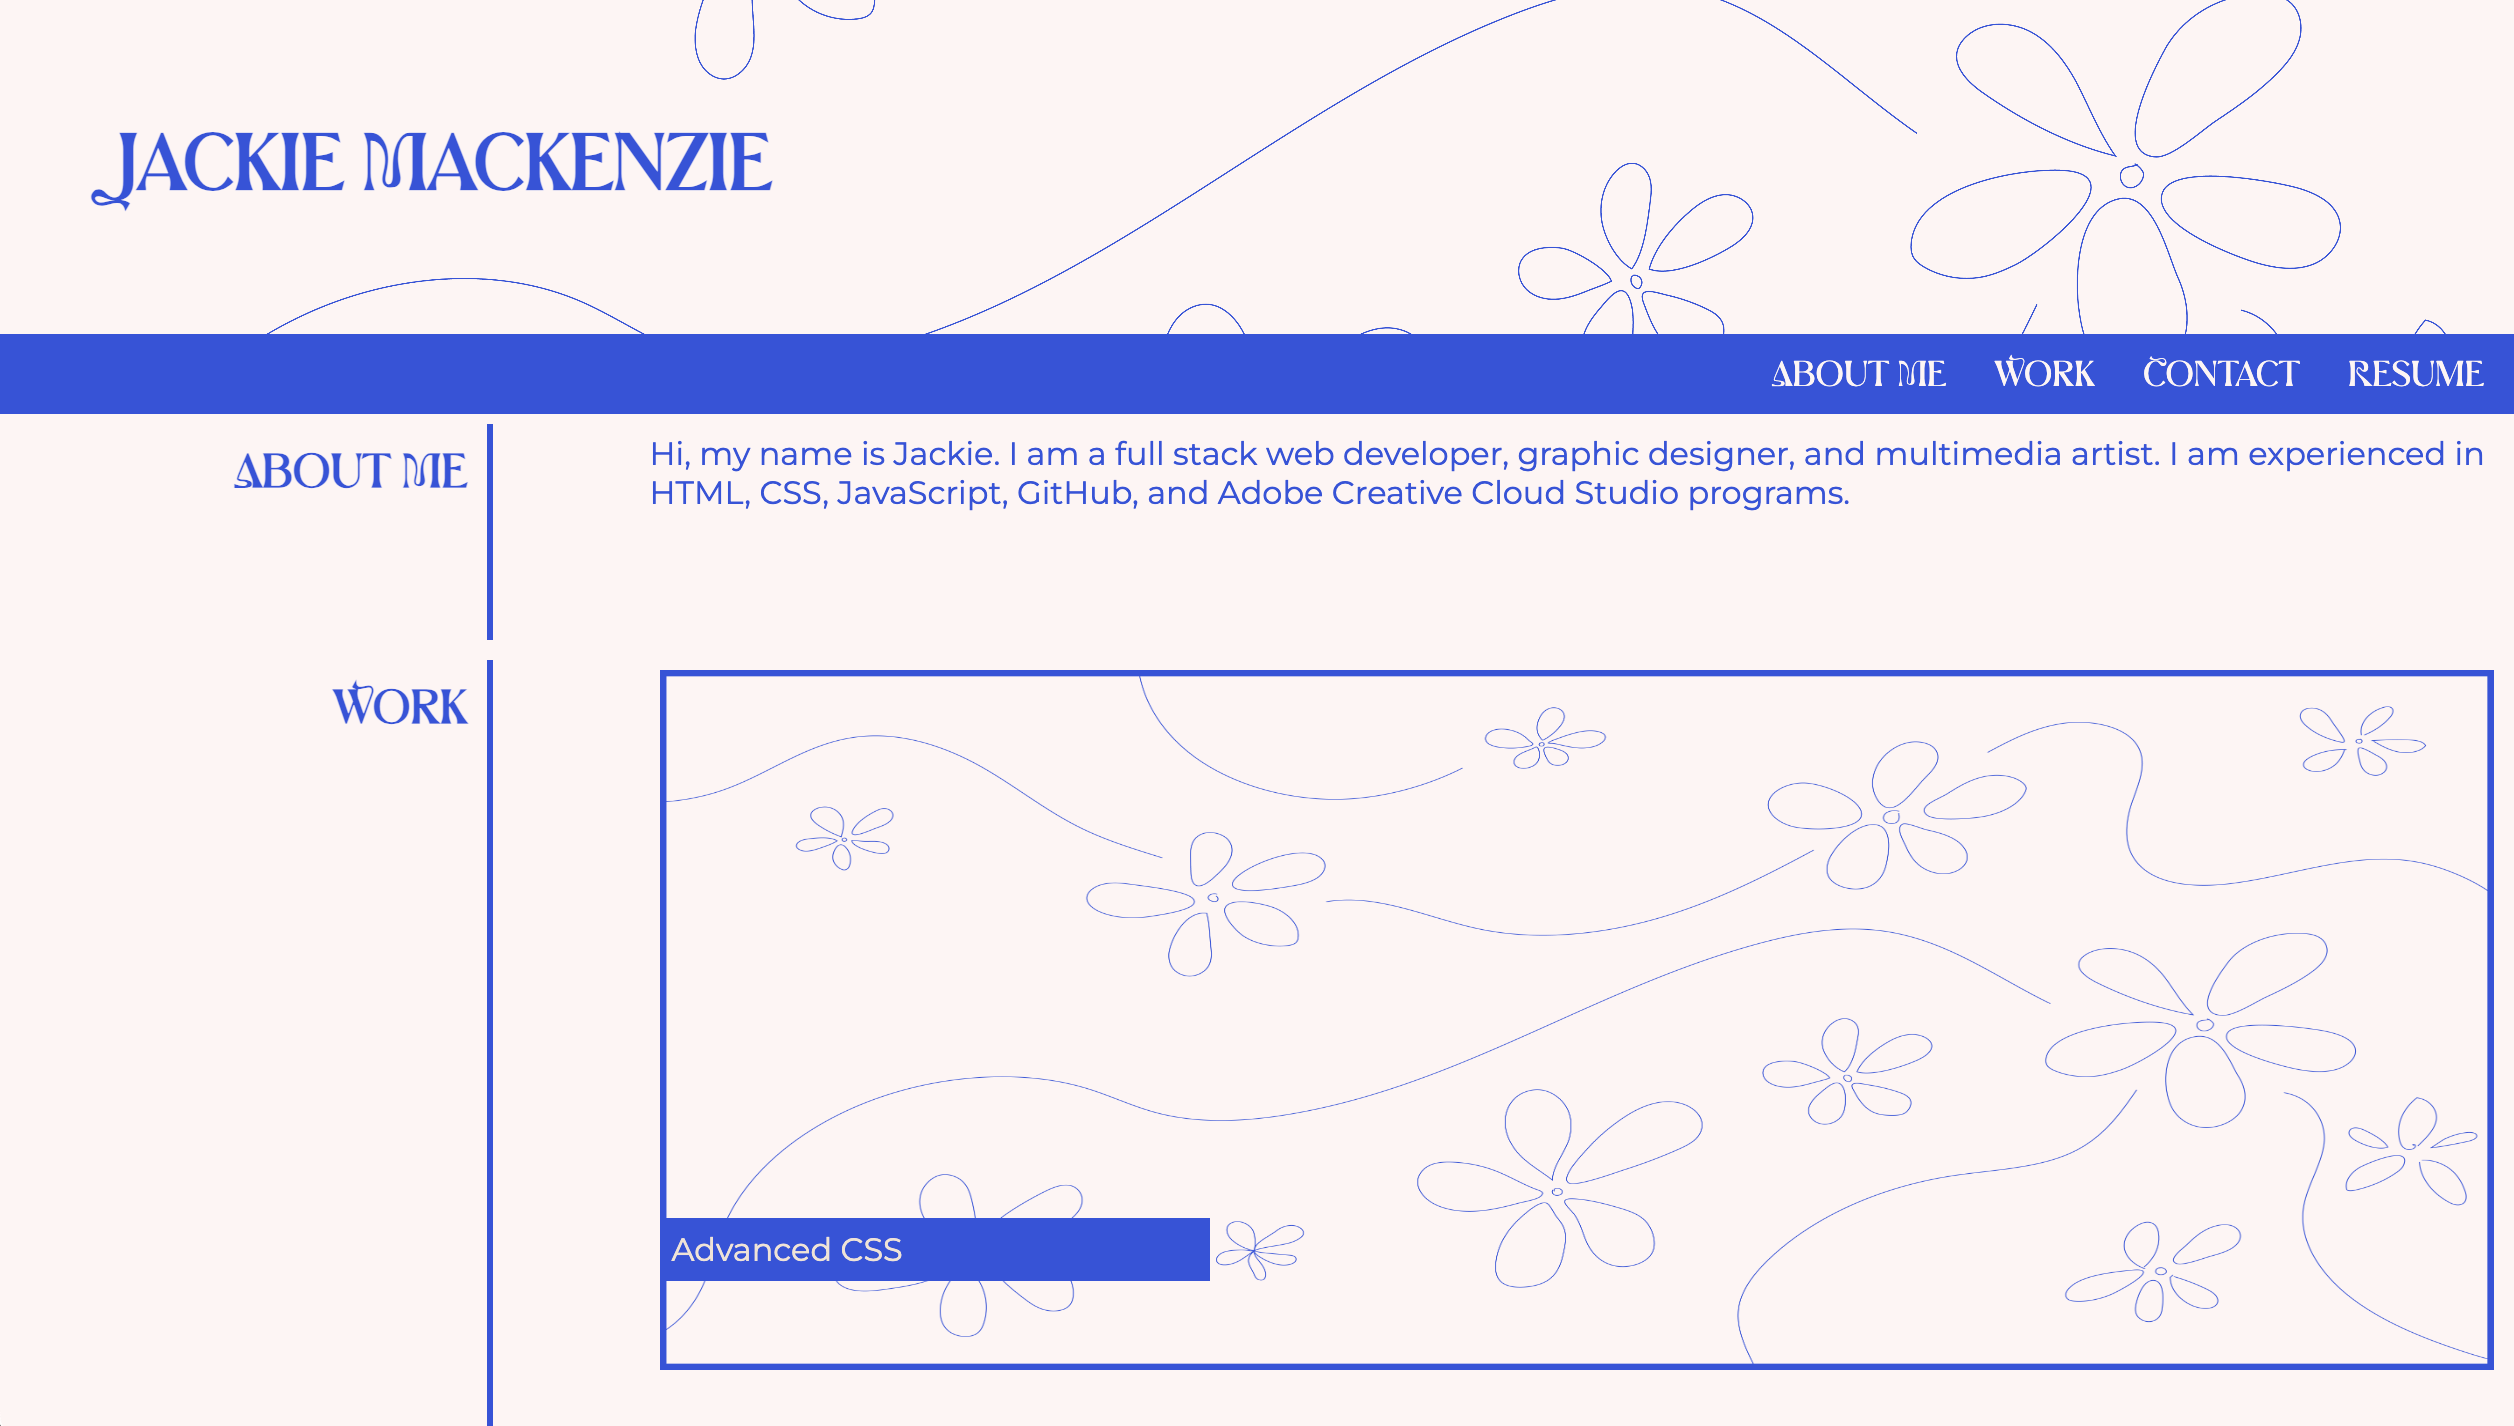 Jackie Mackenzie
About Me Work Contact Resume
About Me
Hi, my name is Jackie. I am a full stack web developer, graphic designer, and multimedia artist. I am experienced in
HTML, CSS, JavaScript, GitHub, and Adobe Creative Cloud Studio programs.
Work
Advanced CSS